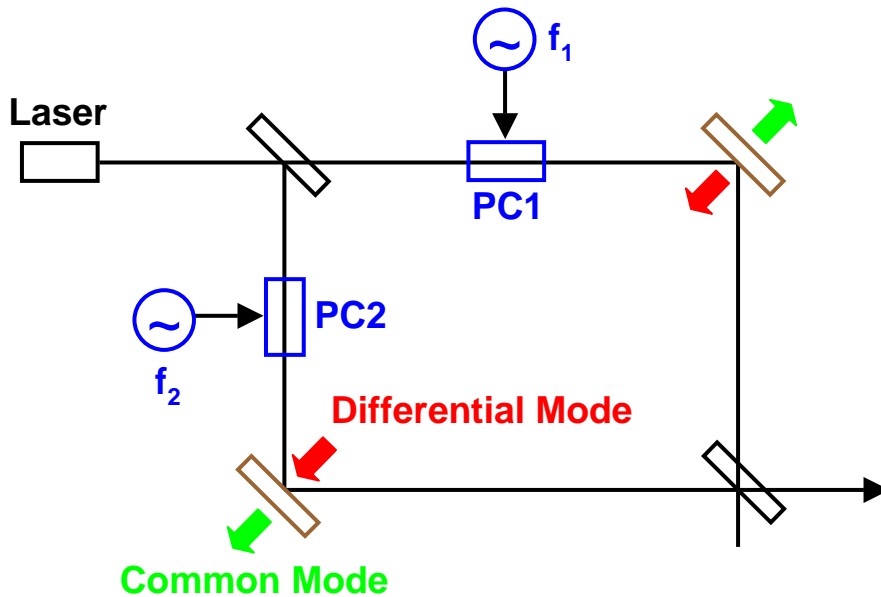 f1
Laser
PC1
PC2
f2
Differential Mode
Common Mode